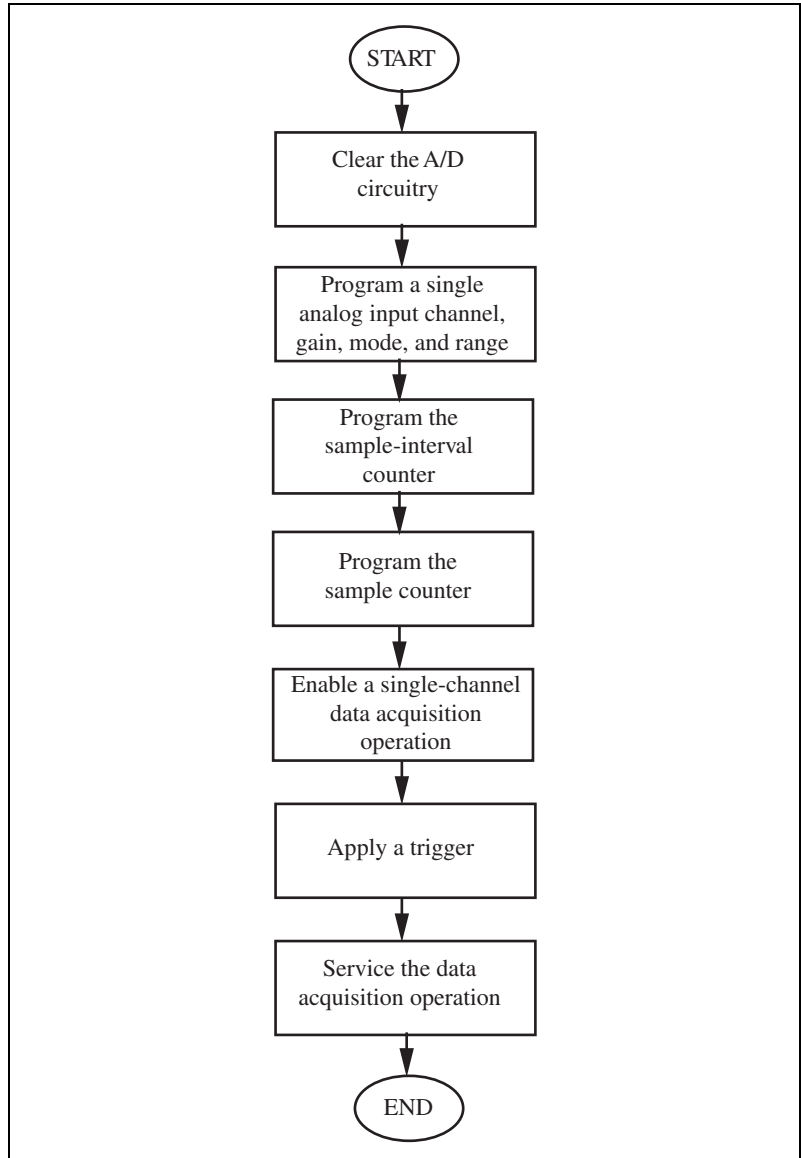 START
Clear the A/D
circuitry
Program a single
analog input channel,
gain, mode, and range
Program the
sample-interval
counter
Program the
sample counter
Enable a single-channel
data acquisition
operation
Apply a trigger
Service the data
acquisition operation
END